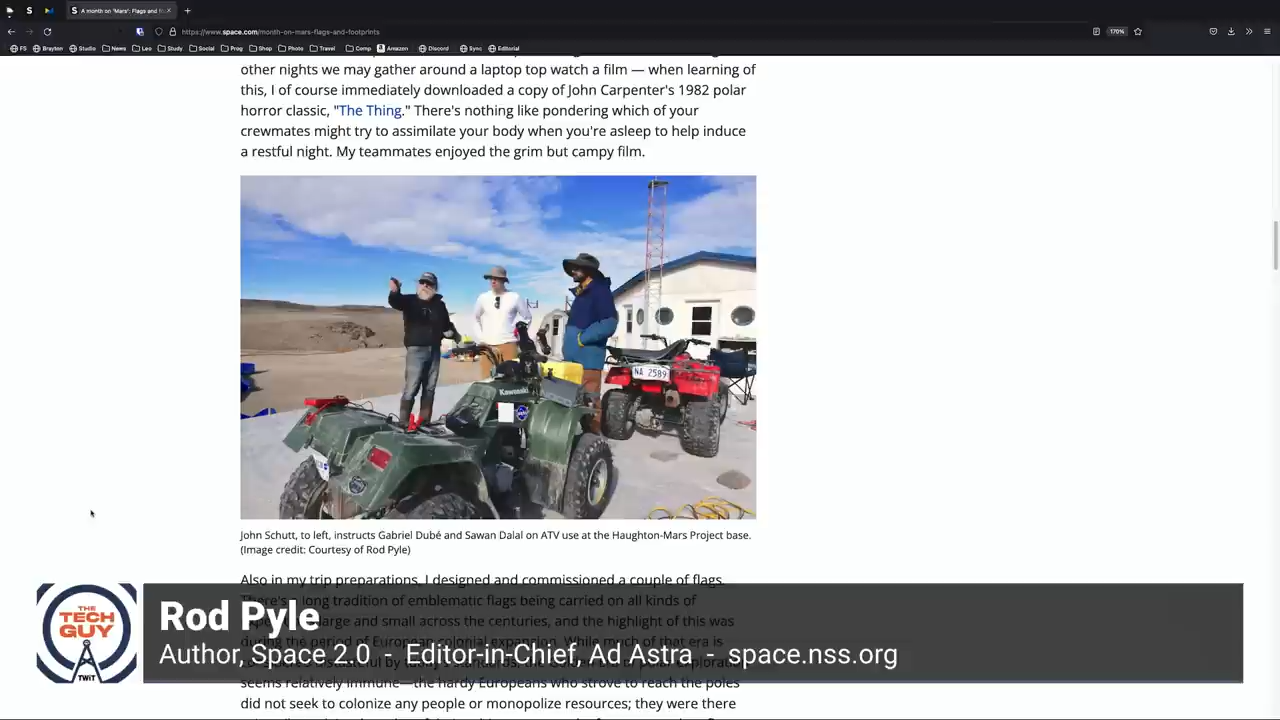 A month on "Mars": Flags and fo
https://www.space.com/month-on-mars-flags-and-footprints
170%
FS Brayton Studio News Leo Study Social Prog Shop Photo Travel Comp Amazon Discord Sync Editorial
other nights we may gather around a laptop top watch a film — when learning of
this, I of course immediately downloaded a copy of John Carpenter's 1982 polar
horror classic, "The Thing." There's nothing like pondering which of your
crewmates might try to assimilate your body when you're asleep to help induce
a restful night. My teammates enjoyed the grim but campy film.
NA 2589
Kawasaki
John Schutt, to left, instructs Gabriel Dubé and Sawan Dalal on ATV use at the Haughton-Mars Project base.
(Image credit: Courtesy of Rod Pyle)
Also in my trip preparations, I designed and commissioned a couple of flags.
long tradition of emblematic flags being carried on all kinds of
large and small across the centuries, and the highlight of this was
during the period of European colonial expansion. While much of that era is
seems relatively immune—the hardy Europeans who strove to reach the poles
did not seek to colonize any people or monopolize resources; they were there
THE
TECH
GUY
TWiT
Rod Pyle
Author, Space 2.0 - Editor-in-Chief, Ad Astra - space.nss.org